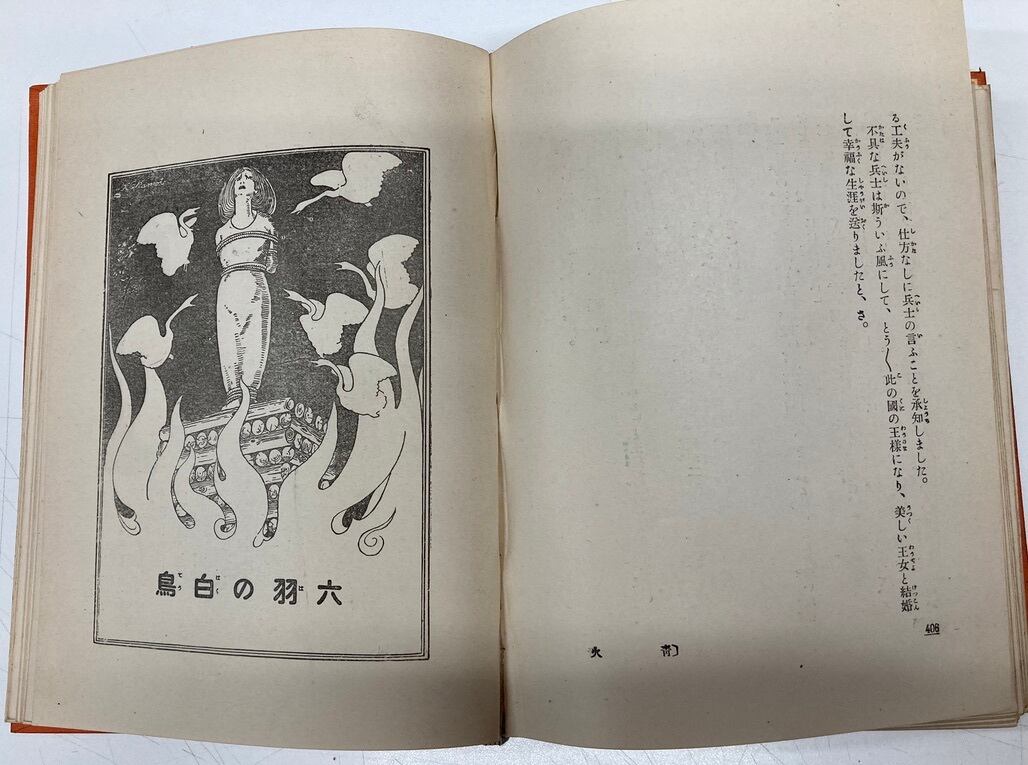 る工夫がないので、仕方なしに兵士の言ふことを承知しました。
不具な兵士は斯ういふ風にして、とう〱此の國の王様になり、美しい王女と結婚
して幸福な生涯を送りましたと、さ。
408
火 靑
六羽の白鳥